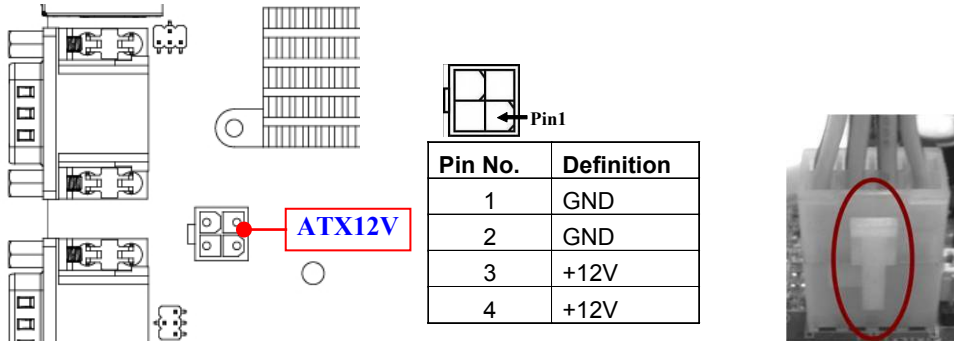 Pin1
ATX12V
Pin No. Definition
1 GND
2 GND
3 +12V
4 +12V